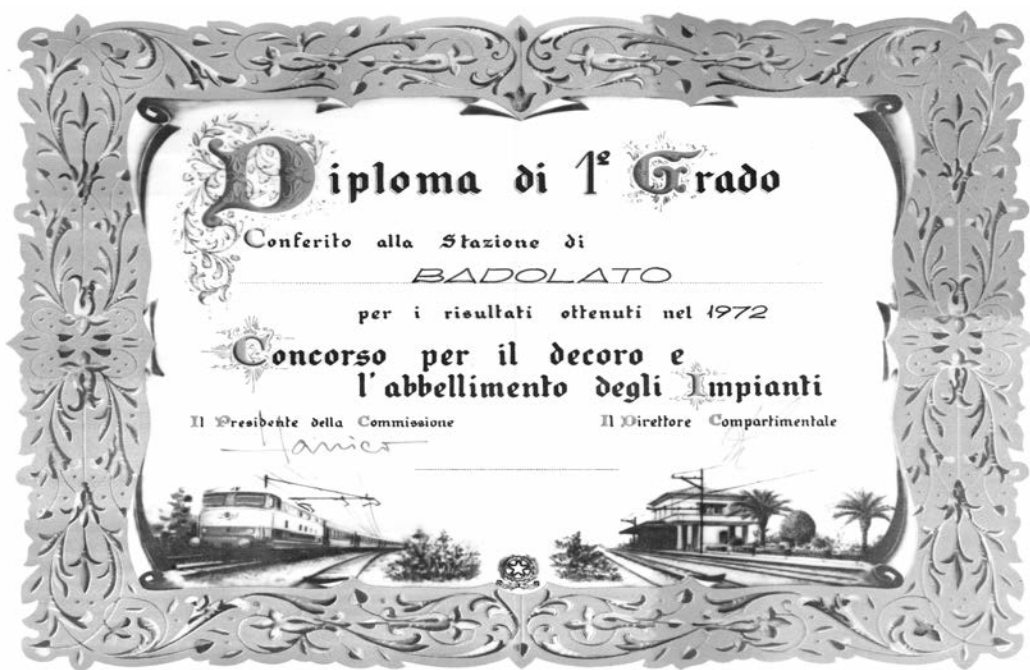 Diploma di 1º Grado
Conferito alla Stazione di
BADOLATO
per i risultati ottenuti nel 1972
Concorso per il decoro e
l'abbellimento degli Impianti
Il Presidente della Commissione
Il Direttore Compartimentale